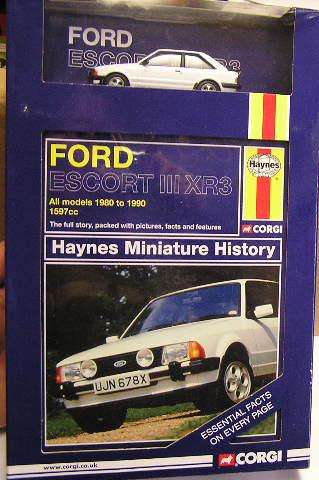 FORD
ESCORT III XR3
Haynes
FORD
ESCORT III XR3
All models 1980 to 1990
1597cc
The full story, packed with pictures, facts and features
CORGI
Haynes Miniature History
UJN 678X
ESSENTIAL FACTS
ON EVERY PAGE
www.corgi.co.uk
CORGI